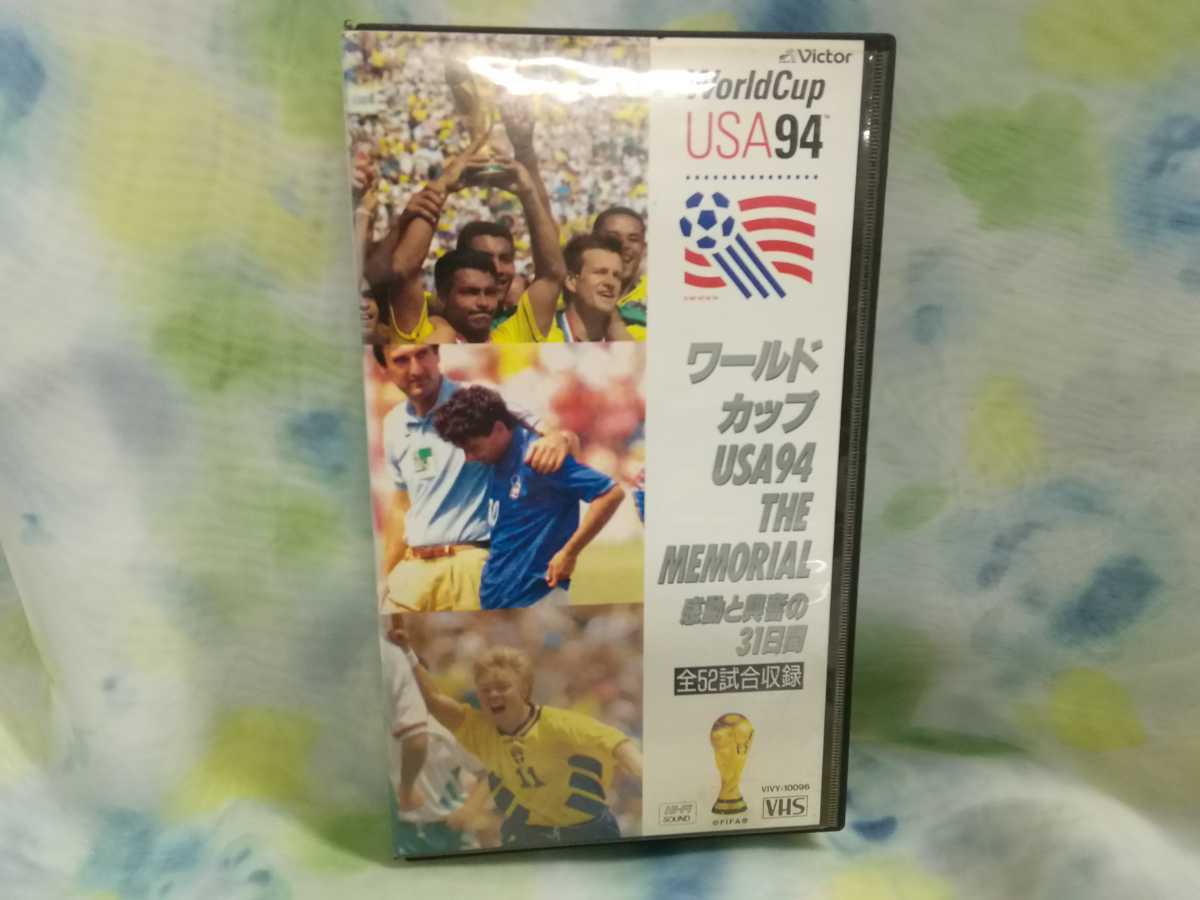 Victor
WorldCup
USA94
ワールド
カップ
USA94
THE
MEMORIAL
感動と興奮の
31日間
全52試合収録
VIVY-10096
Hi-Fi
SOUND
©FIFA®
VHS
11